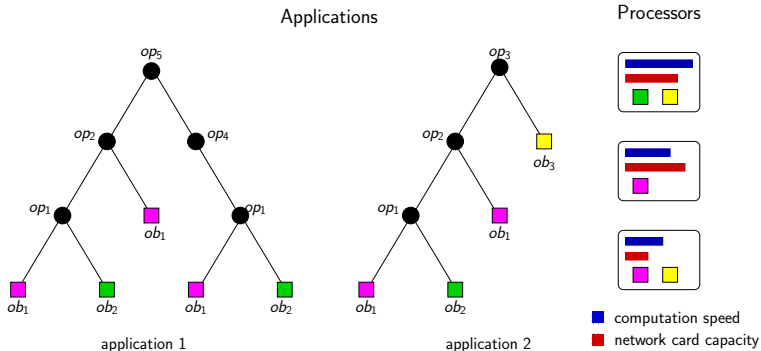 Applications
Processors
op5
op3
op2
op4
op2
ob3
op1
op1
op1
ob1
ob1
ob1
ob2
ob1
ob2
ob1
ob2
computation speed
network card capacity
application 1
application 2